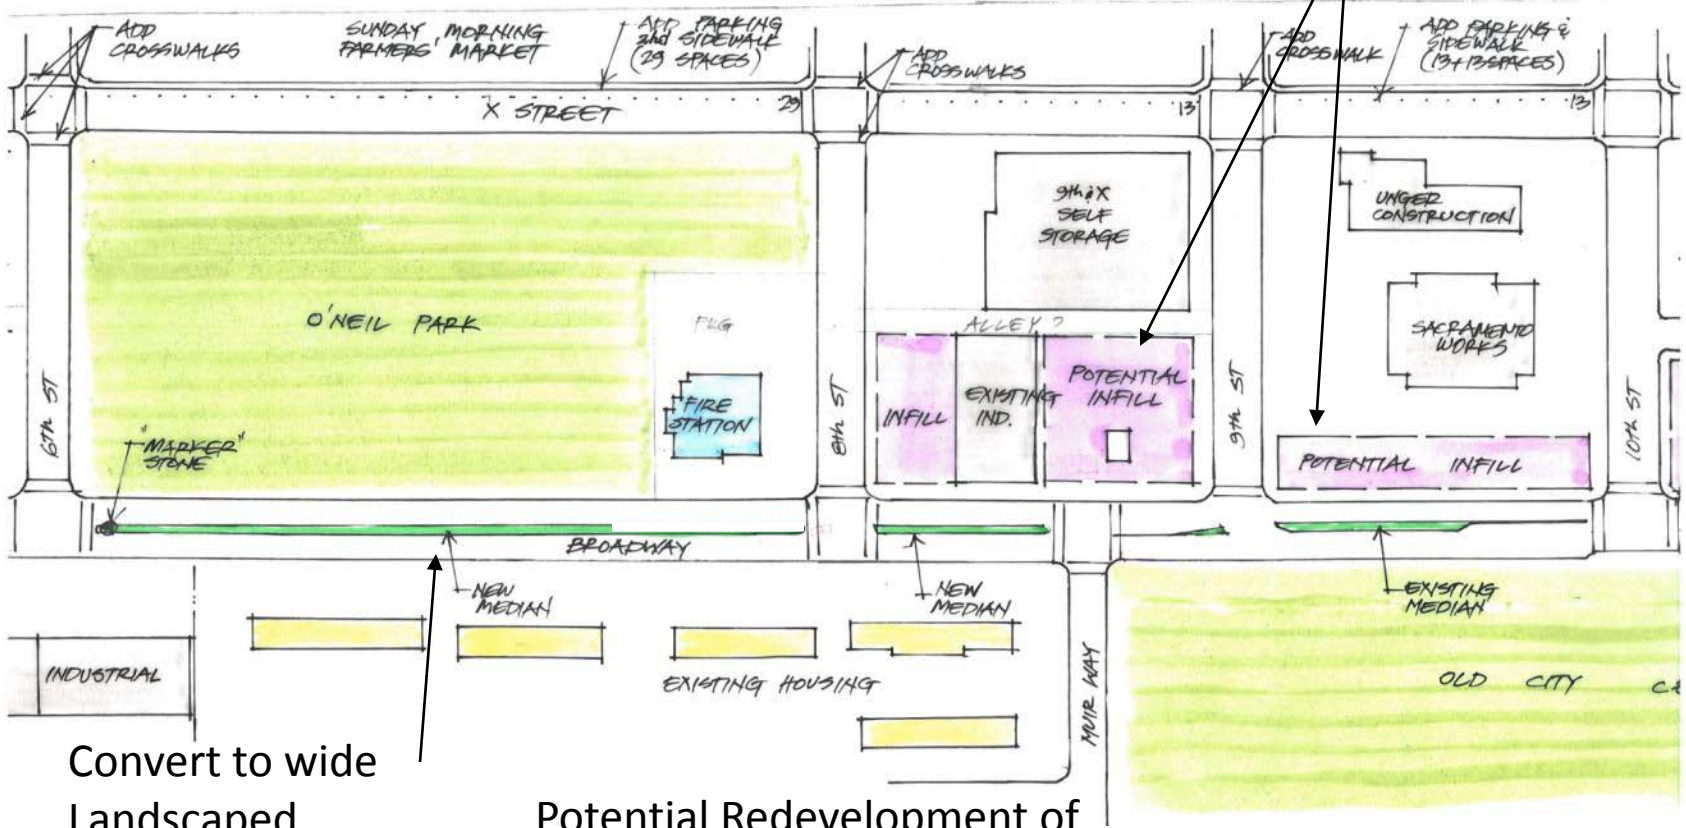 ADD
CROSSWALKS
SUNDAY MORNING
FARMERS' MARKET
ADD PARKING
and SIDEWALK
(29 SPACES)
ADD
CROSSWALKS
ADD
CROSSWALK
ADD PARKING &
SIDEWALK
(13+13 SPACES)
X STREET
29
13
13
9th & X
SELF
STORAGE
UNGER
CONSTRUCTION
O'NEIL PARK
PKG
ALLEY ?
SACRAMENTO
WORKS
6TH ST
8th ST
9th ST
10th ST
FIRE
STATION
INFILL
EXISTING
IND.
POTENTIAL
INFILL
POTENTIAL INFILL
"MARKER"
STONE
BROADWAY
NEW
MEDIAN
NEW
MEDIAN
EXISTING
MEDIAN
INDUSTRIAL
EXISTING HOUSING
MUIR WAY
OLD CITY
Convert to wide
Landscaped
Potential Redevelopment of